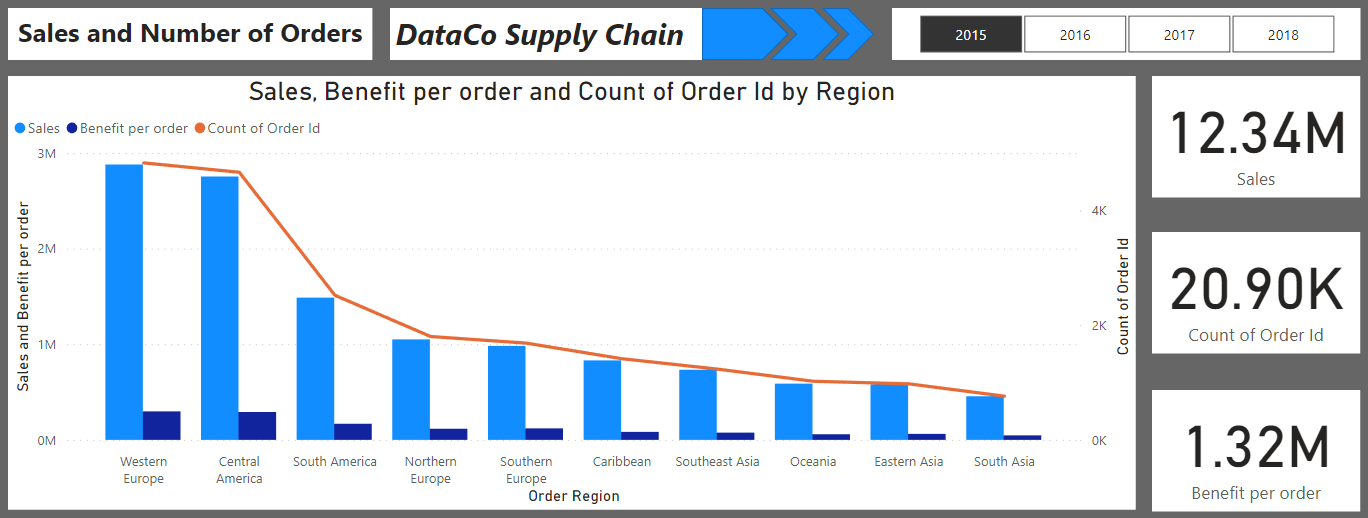 Sales and Number of Orders
DataCo Supply Chain
2015
2016
2017
2018
Sales, Benefit per order and Count of Order Id by Region
Sales
Benefit per order
Count of Order Id
3M
2M
1M
0M
Sales and Benefit per order
4K
2K
0K
Count of Order Id
Western
Europe
Central
America
South America
Northern
Europe
Southern
Europe
Caribbean
Southeast Asia
Oceania
Eastern Asia
South Asia
Order Region
12.34M
Sales
20.90K
Count of Order Id
1.32M
Benefit per order